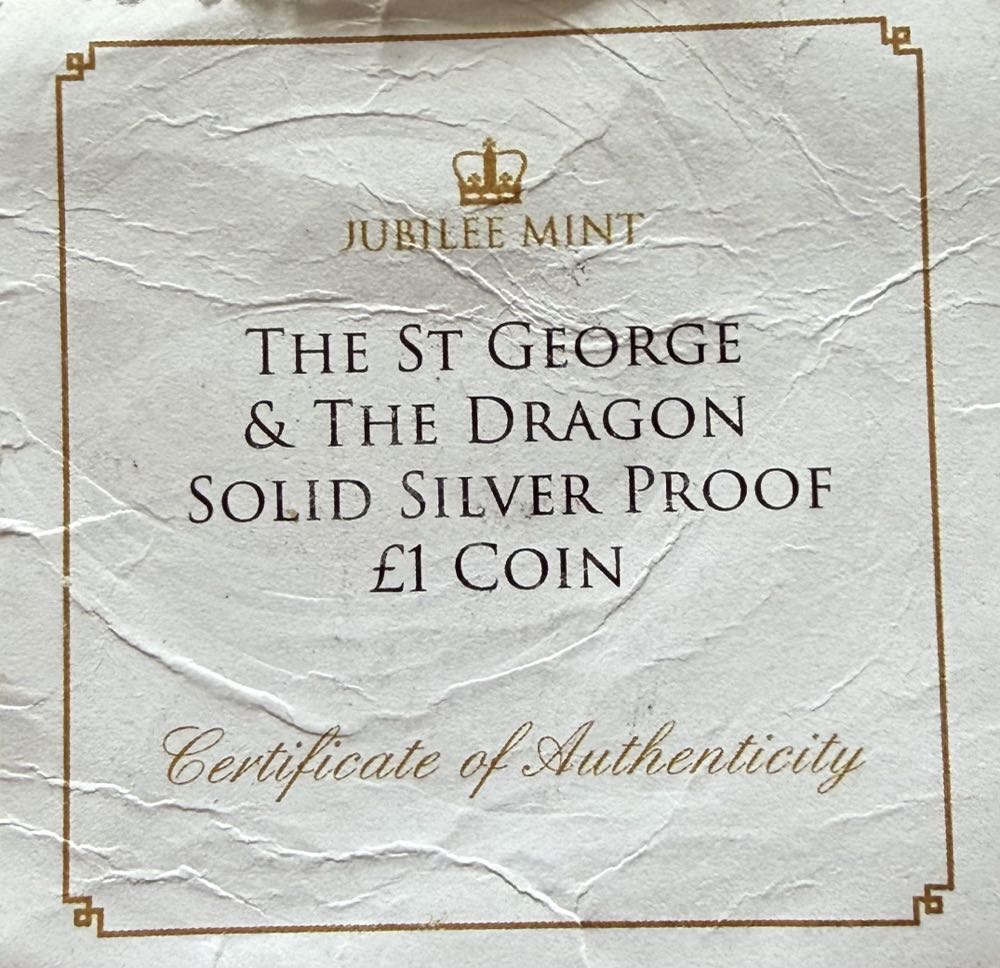 JUBILEE MINT
THE ST GEORGE
& THE DRAGON
SOLID SILVER PROOF
£1 COIN
Certificate of Authenticity